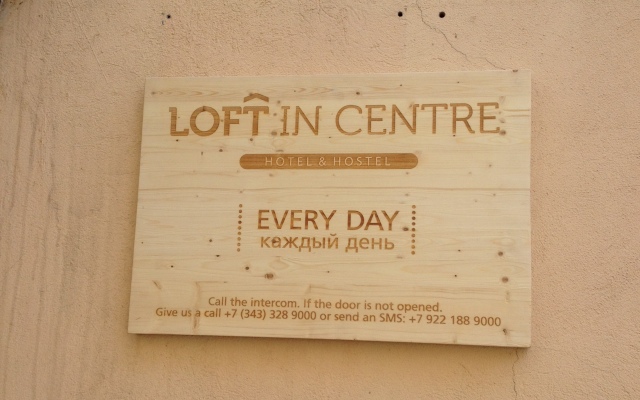 LOFT IN CENTRE
HOTEL & HOSTEL
EVERY DAY
каждый день
Call the intercom. If the door is not opened.
Give us a call +7 (343) 328 9000 or send an SMS: +7 922 188 9000